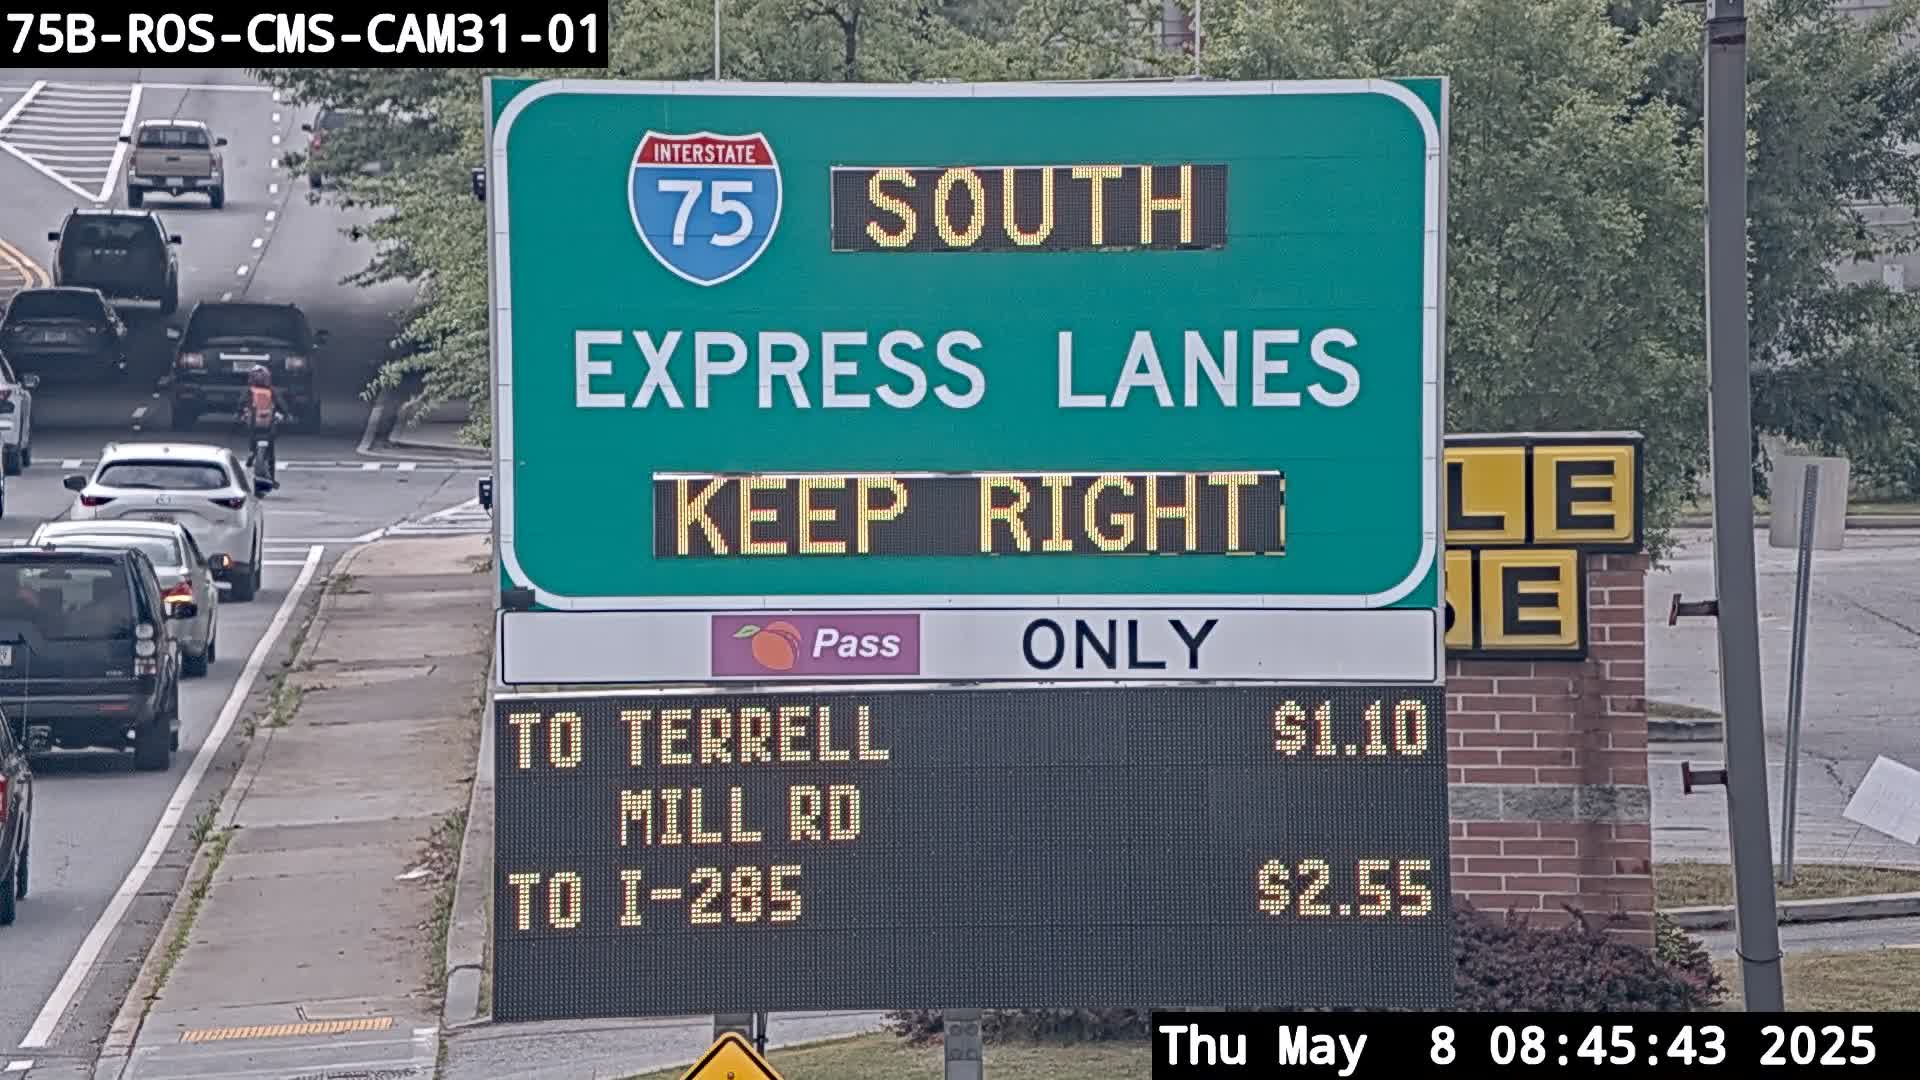 75B-ROS-CMS-CAM31-01
INTERSTATE
75
SOUTH
EXPRESS LANES
KEEP RIGHT
Pass ONLY
TO TERRELL $1.10
MILL RD
TO I-285 $2.55
LE
E
Thu May 8 08:45:43 2025